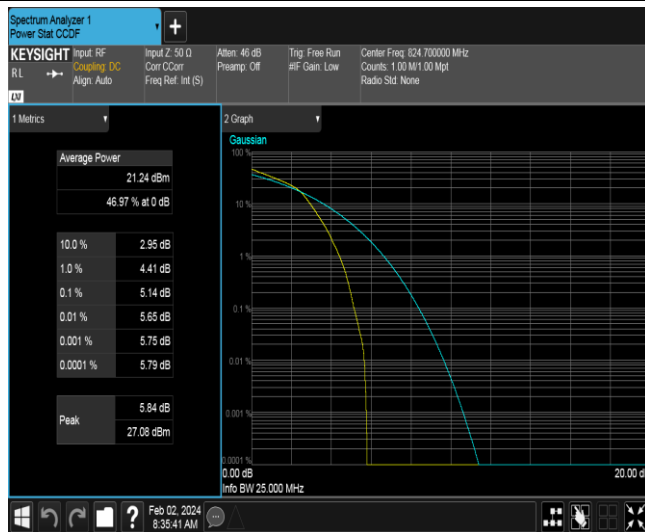 Spectrum Analyzer 1
Power Stat CCDF
+
KEYSIGHT
RL
Input: RF
Coupling: DC
Align: Auto
Input Z: 50 Ω
Corr CCorr
Freq Ref: Int (S)
Atten: 46 dB
Preamp: Off
Trig: Free Run
#IF Gain: Low
Center Freq: 824.700000 MHz
Counts: 1.00 M/1.00 Mpt
Radio Std: None
LXI
1 Metrics
Average Power
21.24 dBm
46.97 % at 0 dB
10.0 % 2.95 dB
1.0 % 4.41 dB
0.1 % 5.14 dB
0.01 % 5.65 dB
0.001 % 5.75 dB
0.0001 % 5.79 dB
Peak
5.84 dB
27.08 dBm
2 Graph
Gaussian
100 %
10 %
1 %
0.1 %
0.01 %
0.001 %
0.0001 %
0.00 dB
20.00 d
Info BW 25.000 MHz
?
Feb 02, 2024
8:35:41 AM